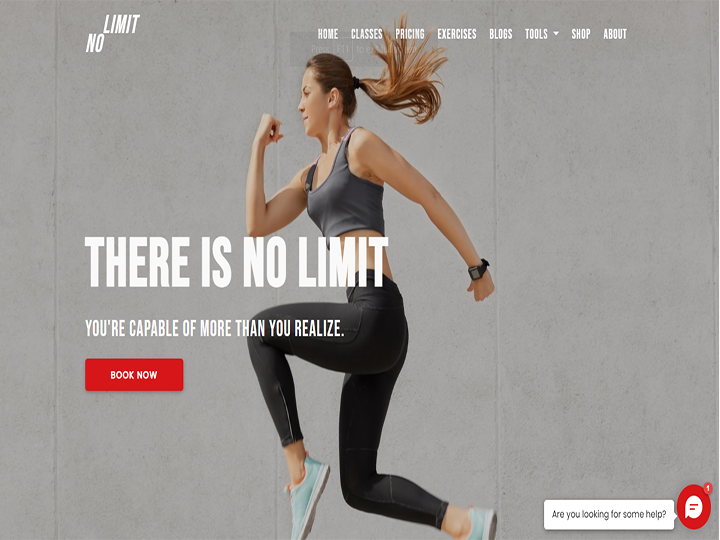 LIMIT
NO
HOME CLASSES PRICING EXERCISES BLOGS TOOLS SHOP ABOUT
THERE IS NO LIMIT
YOU'RE CAPABLE OF MORE THAN YOU REALIZE.
BOOK NOW
1
Are you looking for some help?